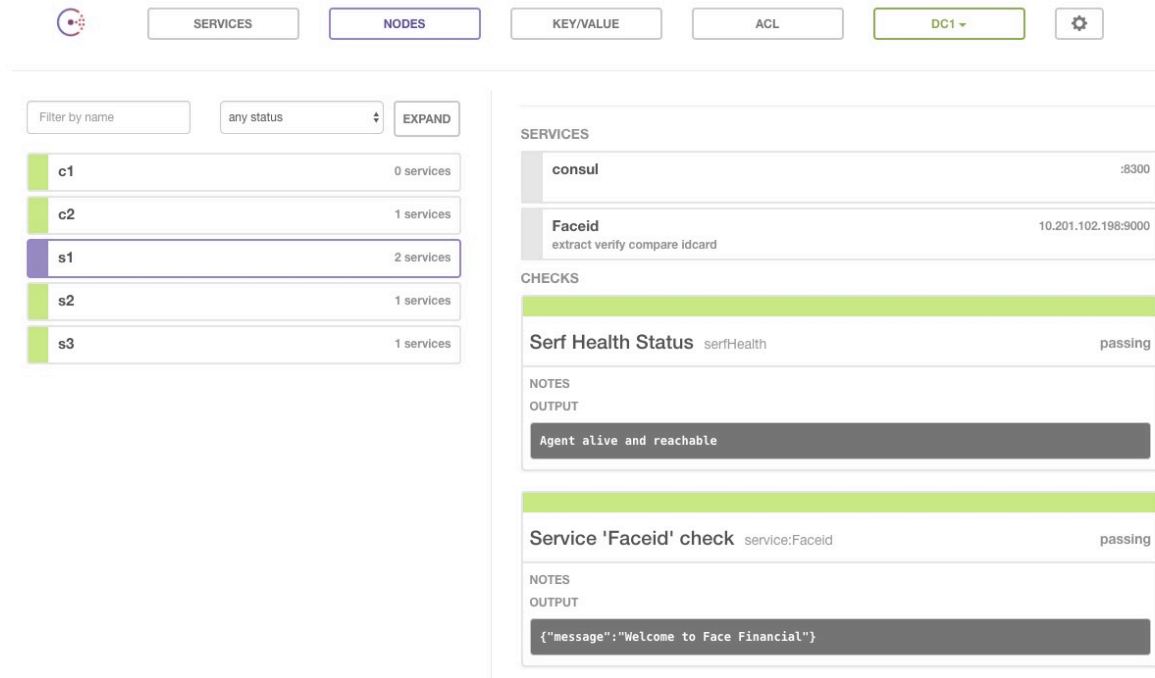 SERVICES NODES KEY/VALUE ACL DC1
Filter by name any status EXPAND
c1 0 services
c2 1 services
s1 2 services
s2 1 services
s3 1 services
SERVICES
consul :8300
Faceid 10.201.102.198:9000
extract verify compare idcard
CHECKS
Serf Health Status serfHealth passing
NOTES
OUTPUT
Agent alive and reachable
Service 'Faceid' check service:Faceid passing
NOTES
OUTPUT
{"message":"Welcome to Face Financial"}